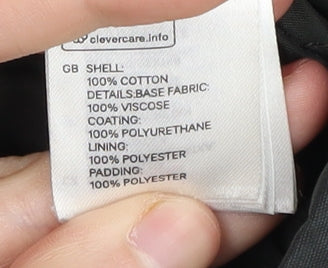 clevercare.info
GB SHELL:
100% COTTON
DETAILS:BASE FABRIC:
100% VISCOSE
COATING:
100% POLYURETHANE
LINING:
100% POLYESTER
PADDING:
100% POLYESTER